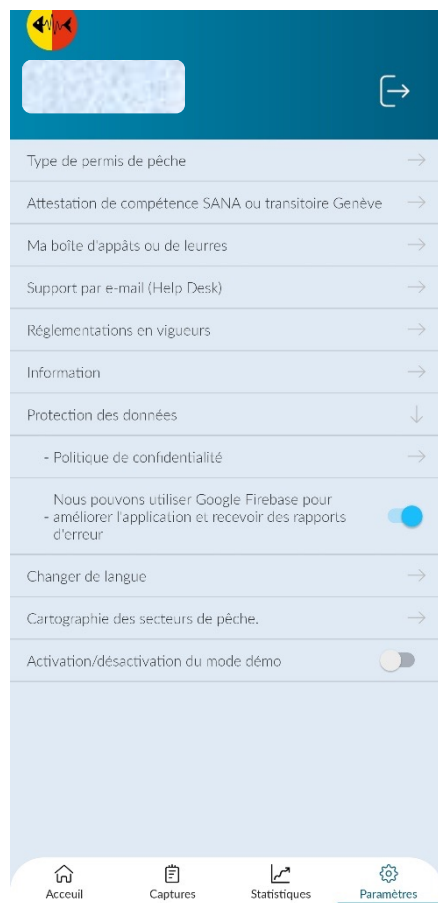 Type de permis de pêche
Attestation de compétence SANA ou transitoire Genève
Ma boîte d'appâts ou de leurres
Support par e-mail (Help Desk)
Réglementations en vigueurs
Information
Protection des données
- Politique de confidentialité
Nous pouvons utiliser Google Firebase pour
- améliorer l'application et recevoir des rapports
d'erreur
Changer de langue
Cartographie des secteurs de pêche.
Activation/désactivation du mode démo
Acceuil
Captures
Statistiques
Paramètres